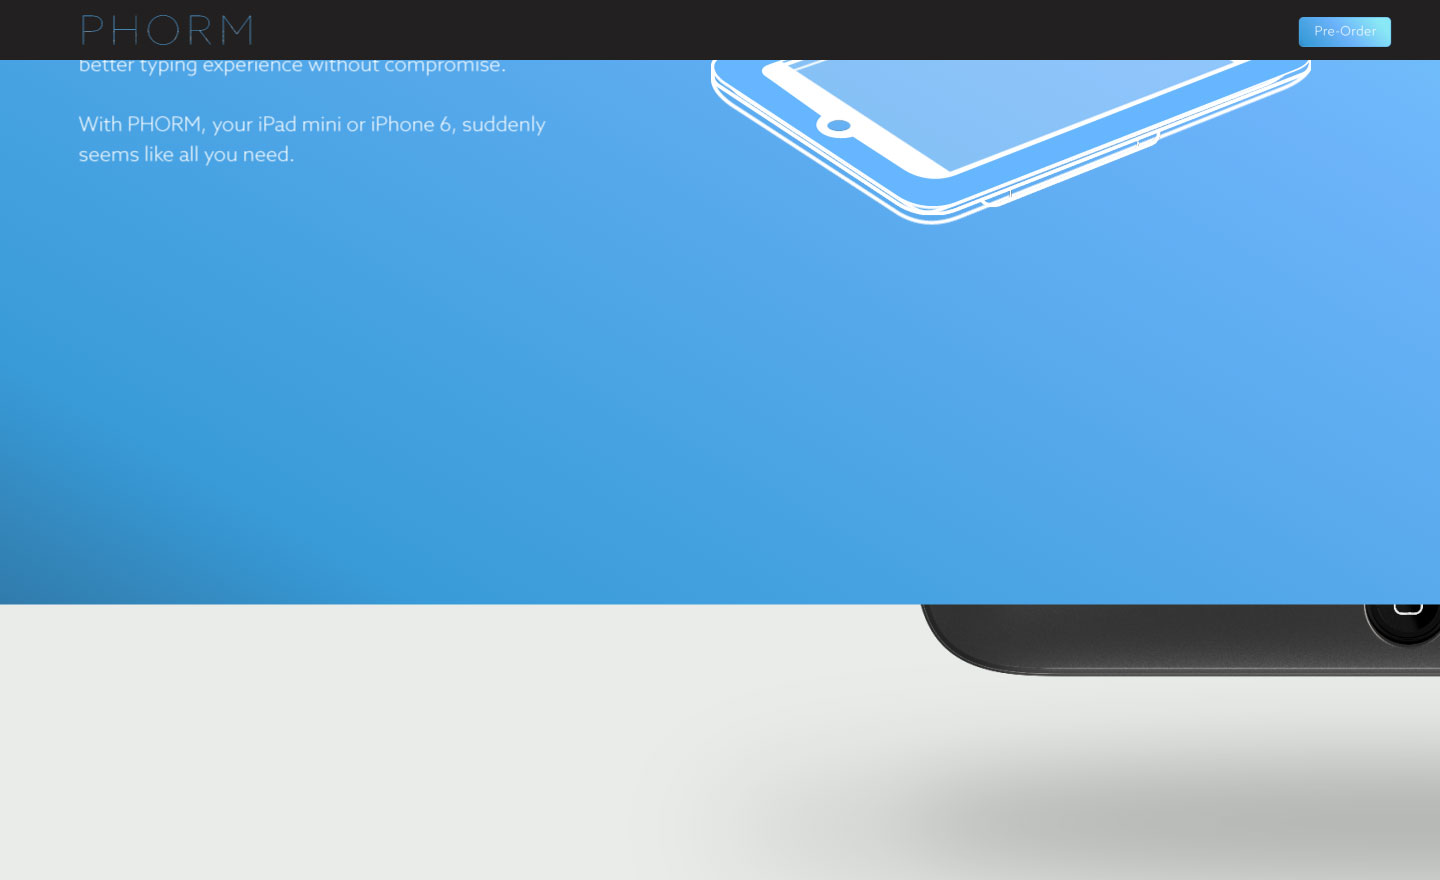 PHORM
Pre-Order
better typing experience without compromise.
With PHORM, your iPad mini or iPhone 6, suddenly
seems like all you need.